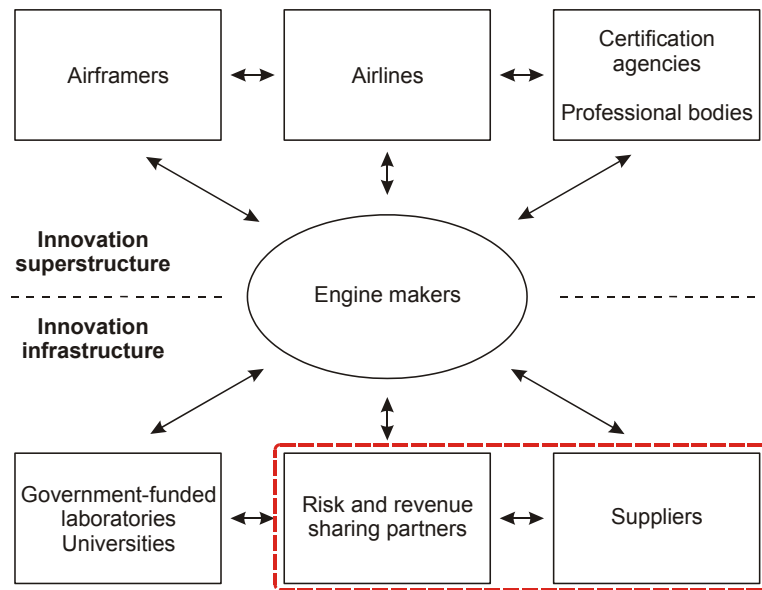 Airframers
Airlines
Certification
agencies
Professional bodies
Innovation
superstructure
Engine makers
Innovation
infrastructure
Government-funded
laboratories
Universities
Risk and revenue
sharing partners
Suppliers